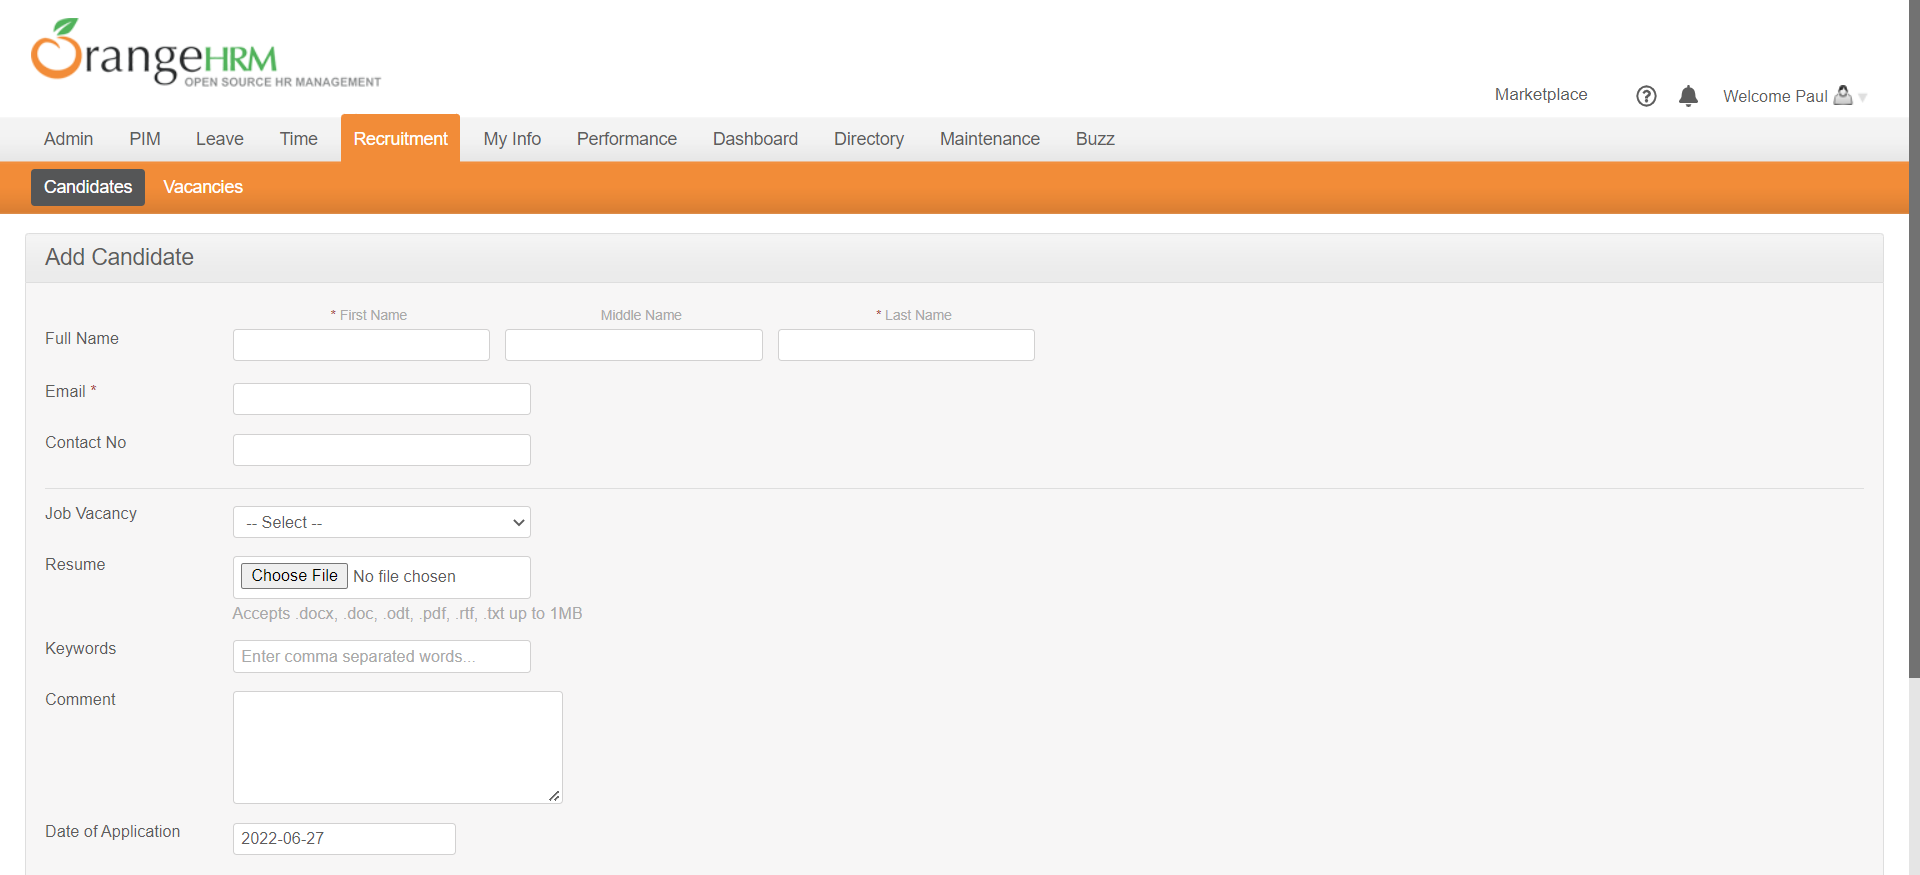 OrangeHRM
OPEN SOURCE HR MANAGEMENT
Marketplace
Welcome Paul
Admin PIM Leave Time Recruitment My Info Performance Dashboard Directory Maintenance Buzz
Candidates Vacancies
Add Candidate
* First Name Middle Name * Last Name
Full Name
Email *
Contact No
Job Vacancy
-- Select --
Resume
Choose File No file chosen
Accepts .docx, .doc, .odt, .pdf, .rtf, .txt up to 1MB
Keywords
Enter comma separated words...
Comment
Date of Application
2022-06-27